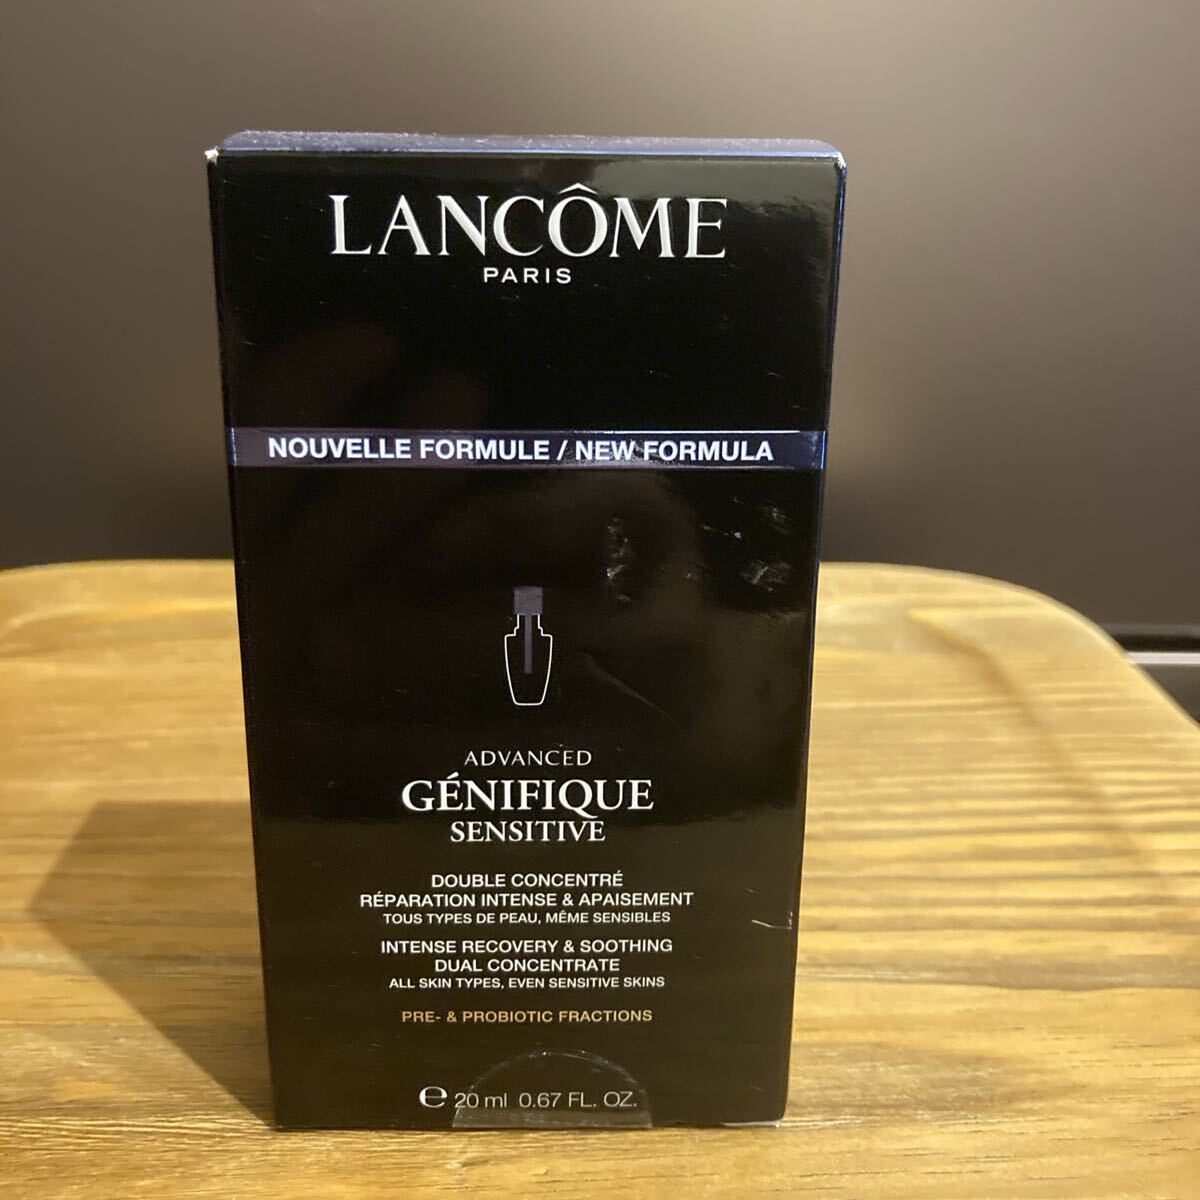 LANCÔME
PARIS
NOUVELLE FORMULE / NEW FORMULA
ADVANCED
GÉNIFIQUE
SENSITIVE
DOUBLE CONCENTRÉ
RÉPARATION INTENSE & APAISEMENT
TOUS TYPES DE PEAU, MÊME SENSIBLES
INTENSE RECOVERY & SOOTHING
DUAL CONCENTRATE
ALL SKIN TYPES, EVEN SENSITIVE SKINS
PRE- & PROBIOTIC FRACTIONS
℮ 20 ml 0.67 FL. OZ.